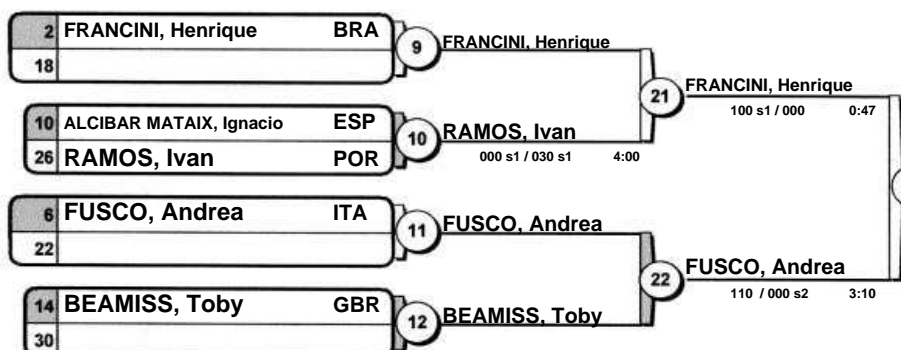 2 FRANCINI, Henrique BRA
18
9 FRANCINI, Henrique
10 ALCIBAR MATAIX, Ignacio ESP
26 RAMOS, Ivan POR
10 RAMOS, Ivan
000 s1 / 030 s1 4:00
21 FRANCINI, Henrique
100 s1 / 000 0:47
6 FUSCO, Andrea ITA
22
11 FUSCO, Andrea
14 BEAMISS, Toby GBR
30
12 BEAMISS, Toby
22 FUSCO, Andrea
110 / 000 s2 3:10